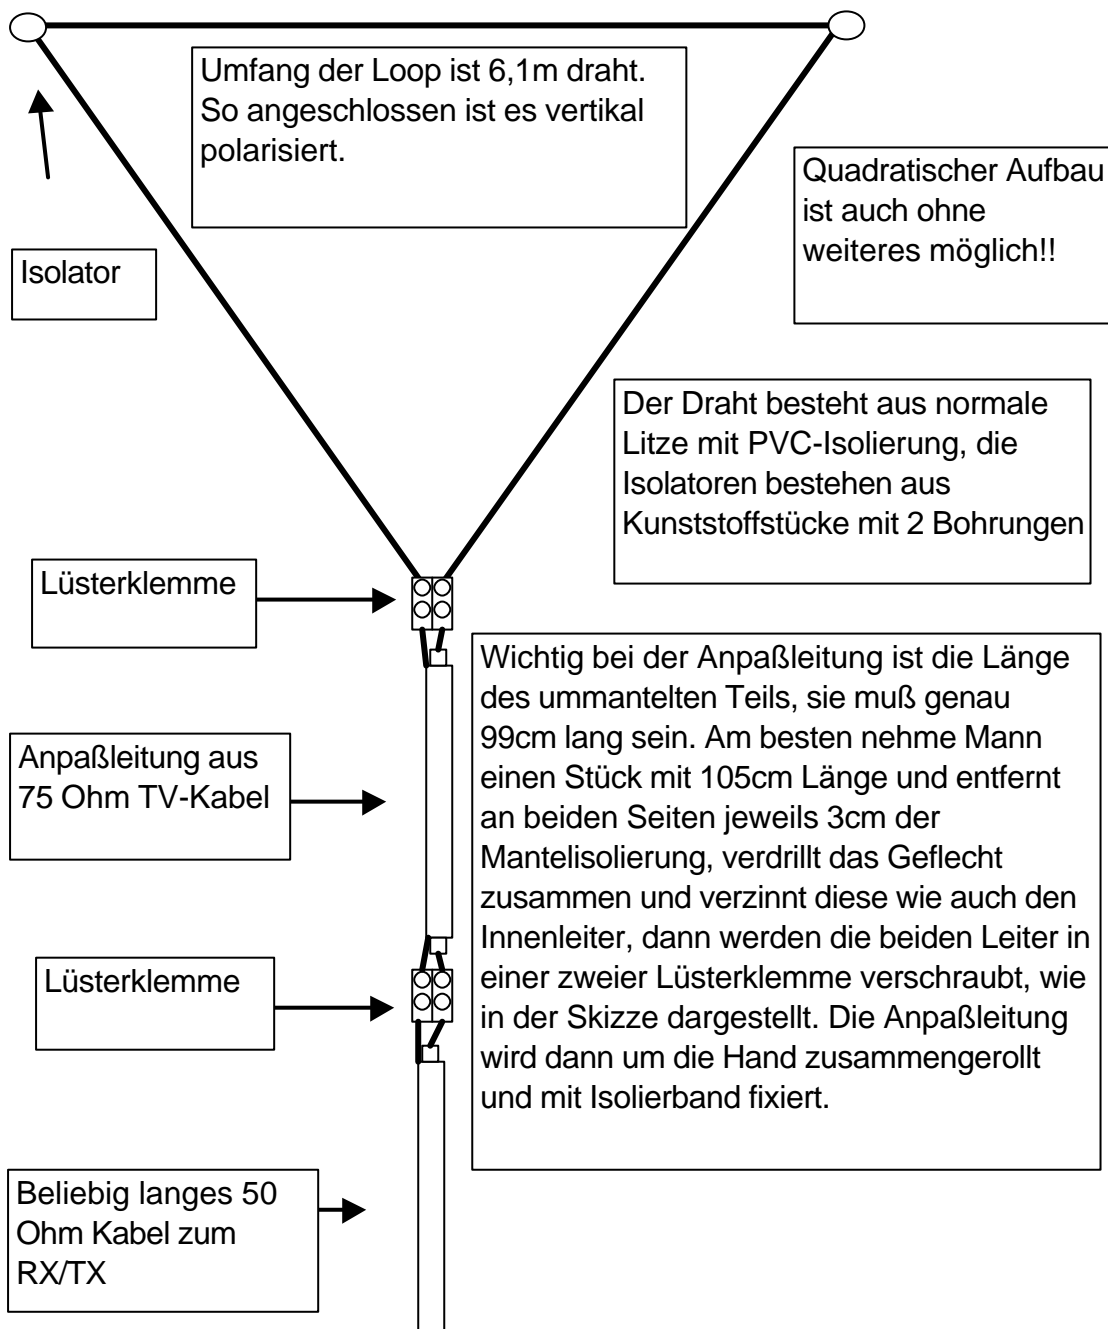 Umfang der Loop ist 6,1m draht.
So angeschlossen ist es vertikal
polarisiert.
Quadratischer Aufbau
ist auch ohne
weiteres möglich!!
Isolator
Der Draht besteht aus normale
Litze mit PVC-Isolierung, die
Isolatoren bestehen aus
Kunststoffstücke mit 2 Bohrungen
Lüsterklemme
Wichtig bei der Anpaßleitung ist die Länge
des ummantelten Teils, sie muß genau
99cm lang sein. Am besten nehme Mann
einen Stück mit 105cm Länge und entfernt
an beiden Seiten jeweils 3cm der
Mantelisolierung, verdrillt das Geflecht
zusammen und verzinnt diese wie auch den
Innenleiter, dann werden die beiden Leiter in
einer zweier Lüsterklemme verschraubt, wie
in der Skizze dargestellt. Die Anpaßleitung
wird dann um die Hand zusammengerollt
und mit Isolierband fixiert.
Anpaßleitung aus
75 Ohm TV-Kabel
Lüsterklemme
Beliebig langes 50
Ohm Kabel zum
RX/TX